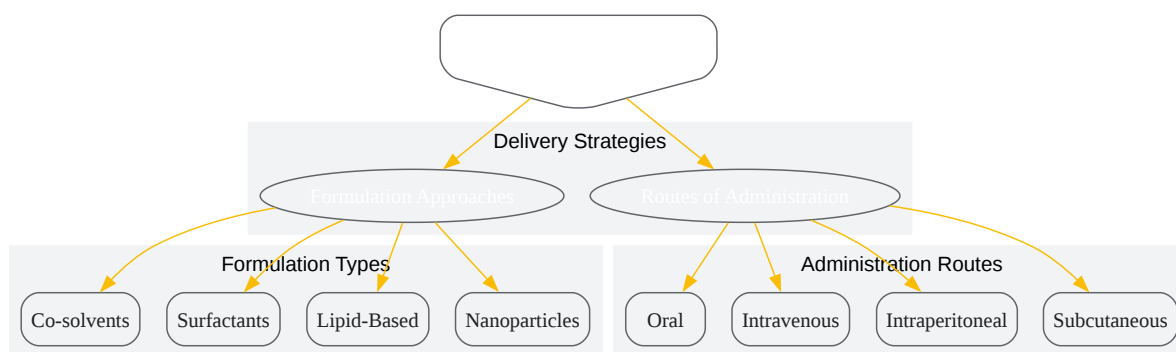 Delivery Strategies
Formulation Approaches
Routes of Administration
Formulation Types
Administration Routes
Co-solvents
Surfactants
Lipid-Based
Nanoparticles
Oral
Intravenous
Intraperitoneal
Subcutaneous